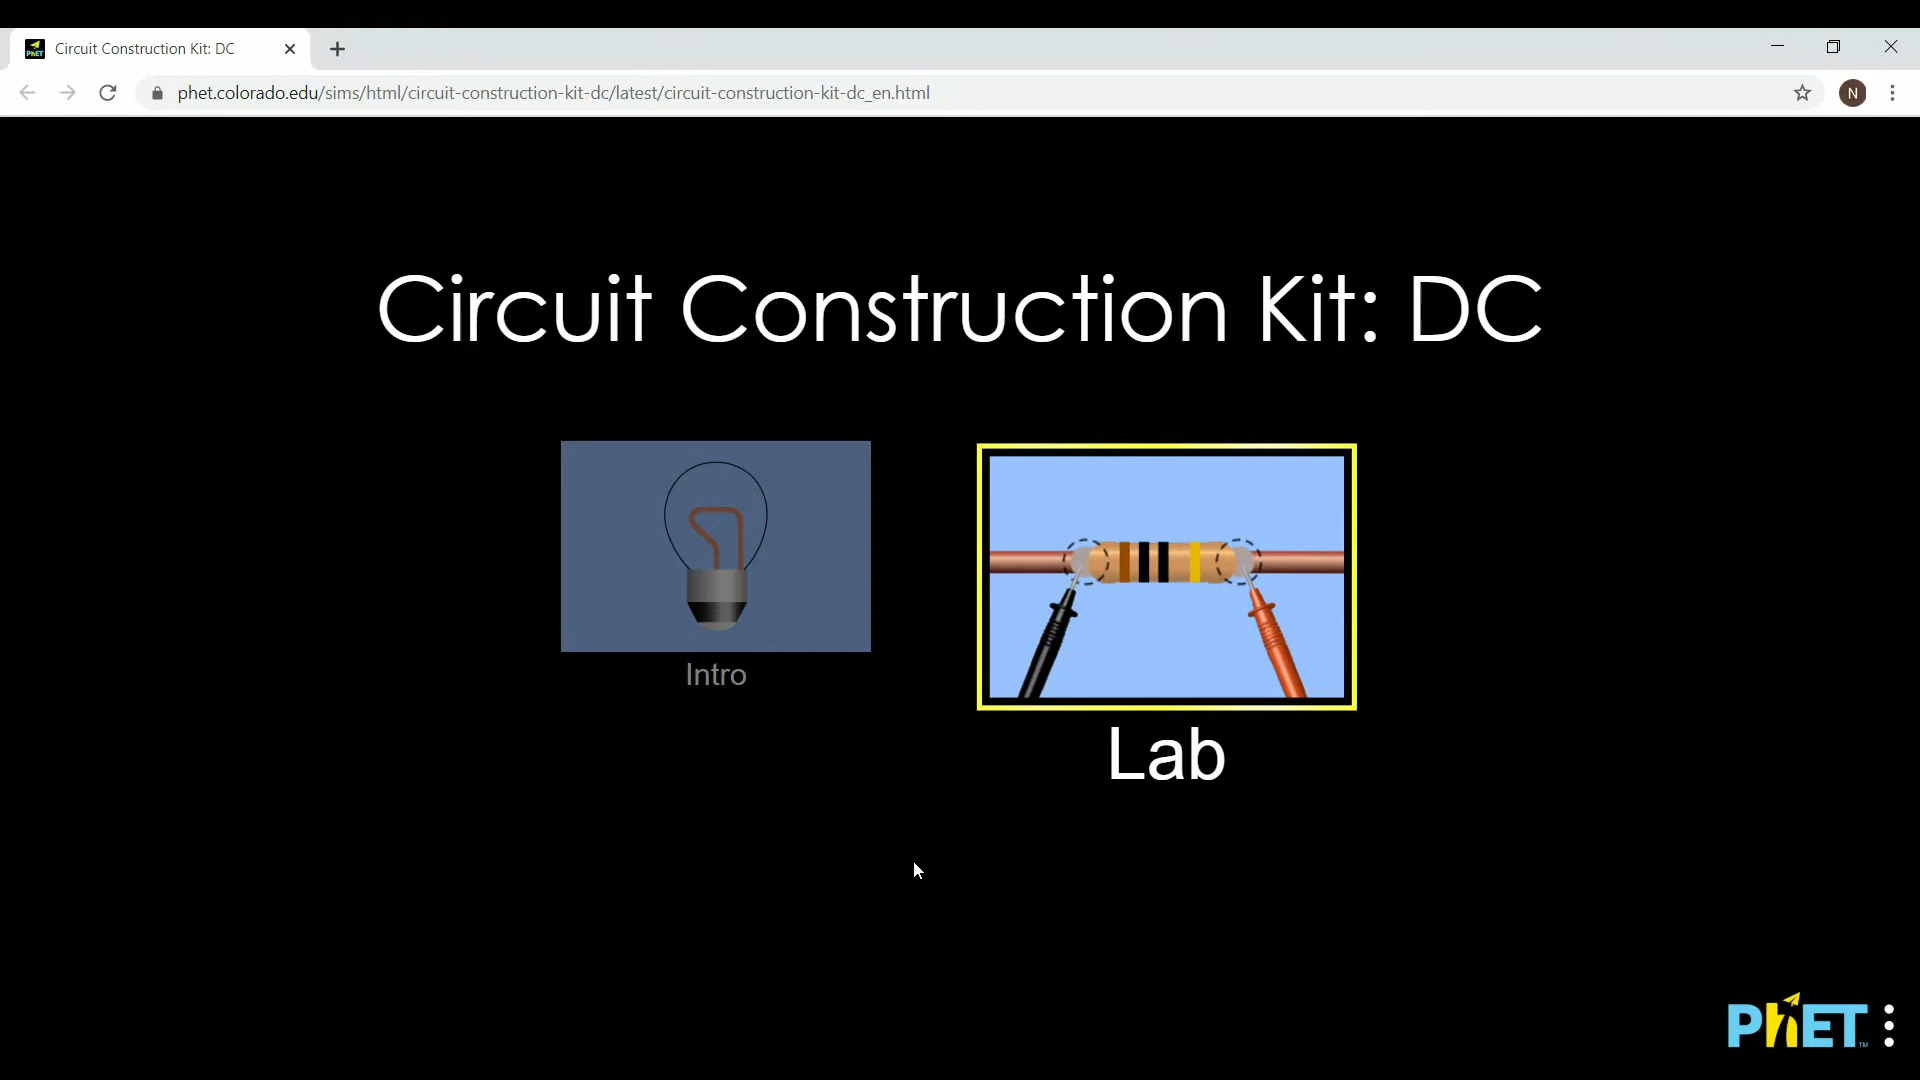 Circuit Construction Kit: DC
phet.colorado.edu/sims/html/circuit-construction-kit-dc/latest/circuit-construction-kit-dc_en.html
N
Circuit Construction Kit: DC
Intro
Lab
PhET